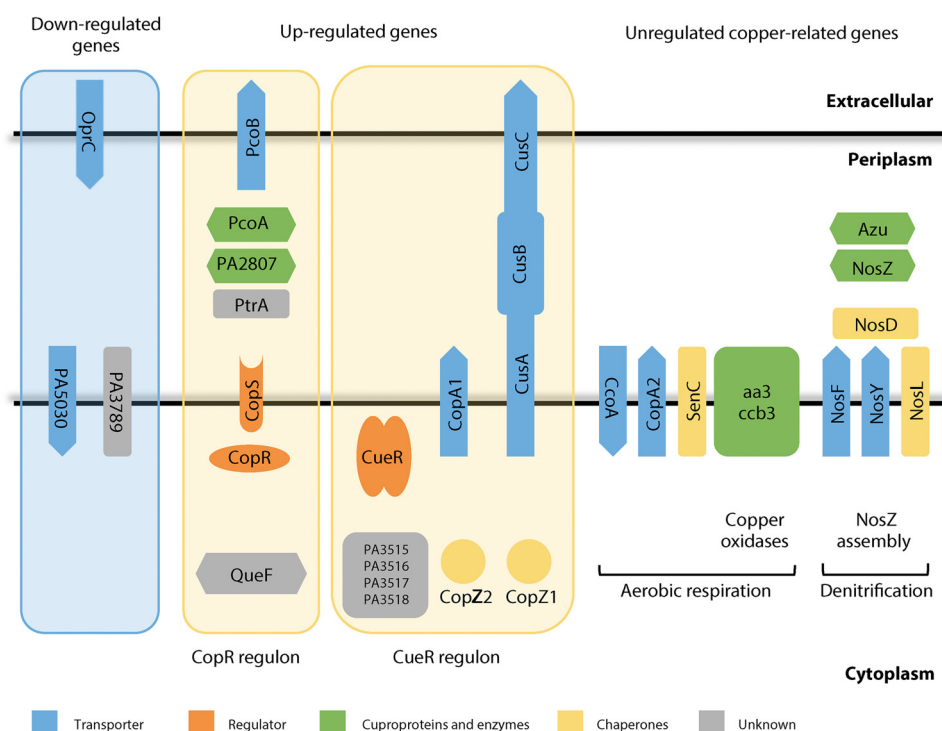 Down-regulated
genes
Up-regulated genes
Unregulated copper-related genes
Extracellular
Periplasm
OprC
PcoB
CusC
PcoA
PA2807
PtrA
CusB
Azu
NosZ
NosD
PA5030
PA3789
CopS
CopR
CueR
CopA1
CusA
CcoA
CopA2
SenC
aa3
ccb3
NosF
NosY
NosL
QueF
PA3515
PA3516
PA3517
PA3518
CopZ2
CopZ1
Copper
oxidases
NosZ
assembly
Aerobic respiration
Denitrification
CopR regulon
CueR regulon
Cytoplasm
Transporter
Regulator
Cuproproteins and enzymes
Chaperones
Unknown